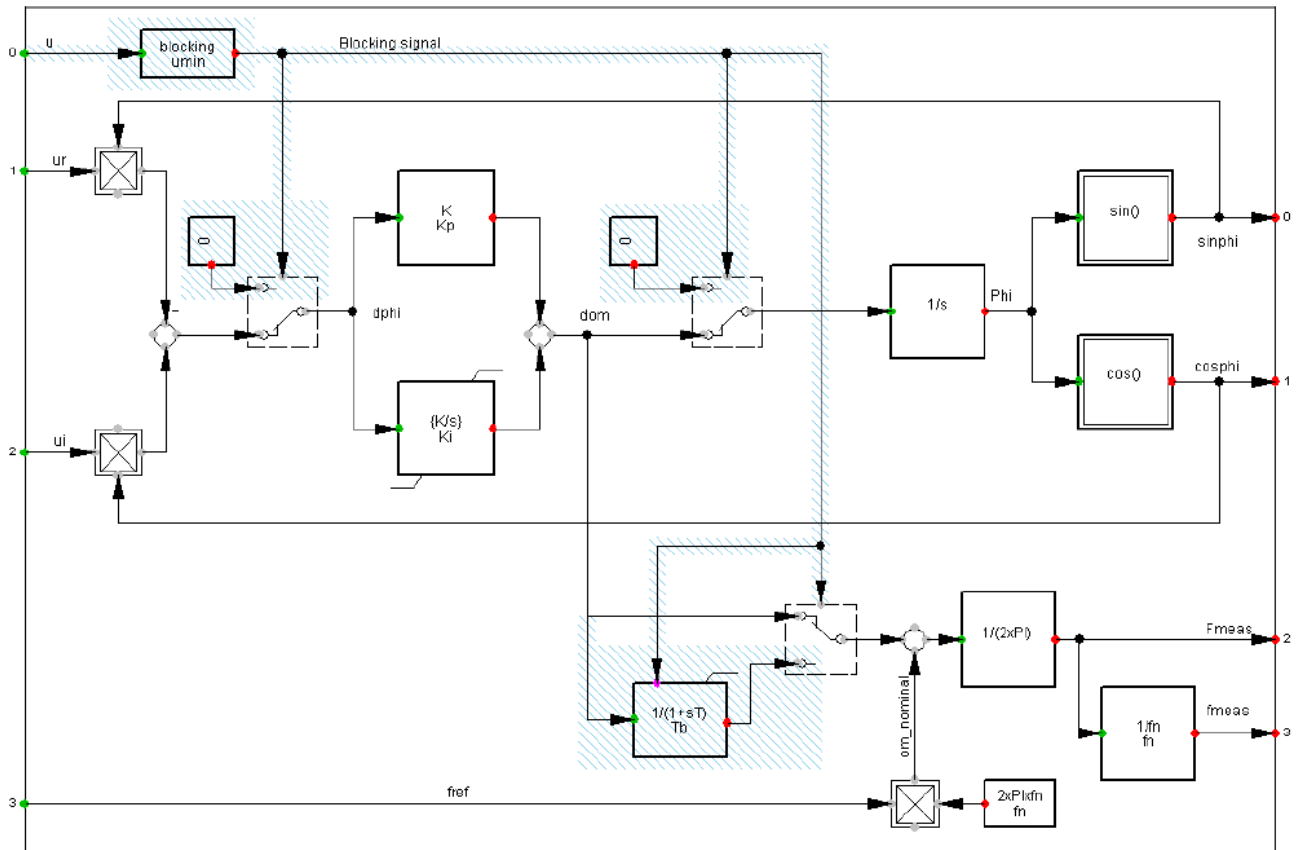 u
Blocking signal
0
blocking
umin
ur
1
K
Kp
0
0
sin()
0
sinphi
-
dphi
dom
1/s
Phi
cos()
cosphi
1
{K/s}
Ki
ui
2
1/(2xPI)
Fmeas
2
1/(1+sT)
Tb
om_nominal
1/fn
fn
fmeas
3
fref
3
2xPIxfn
fn